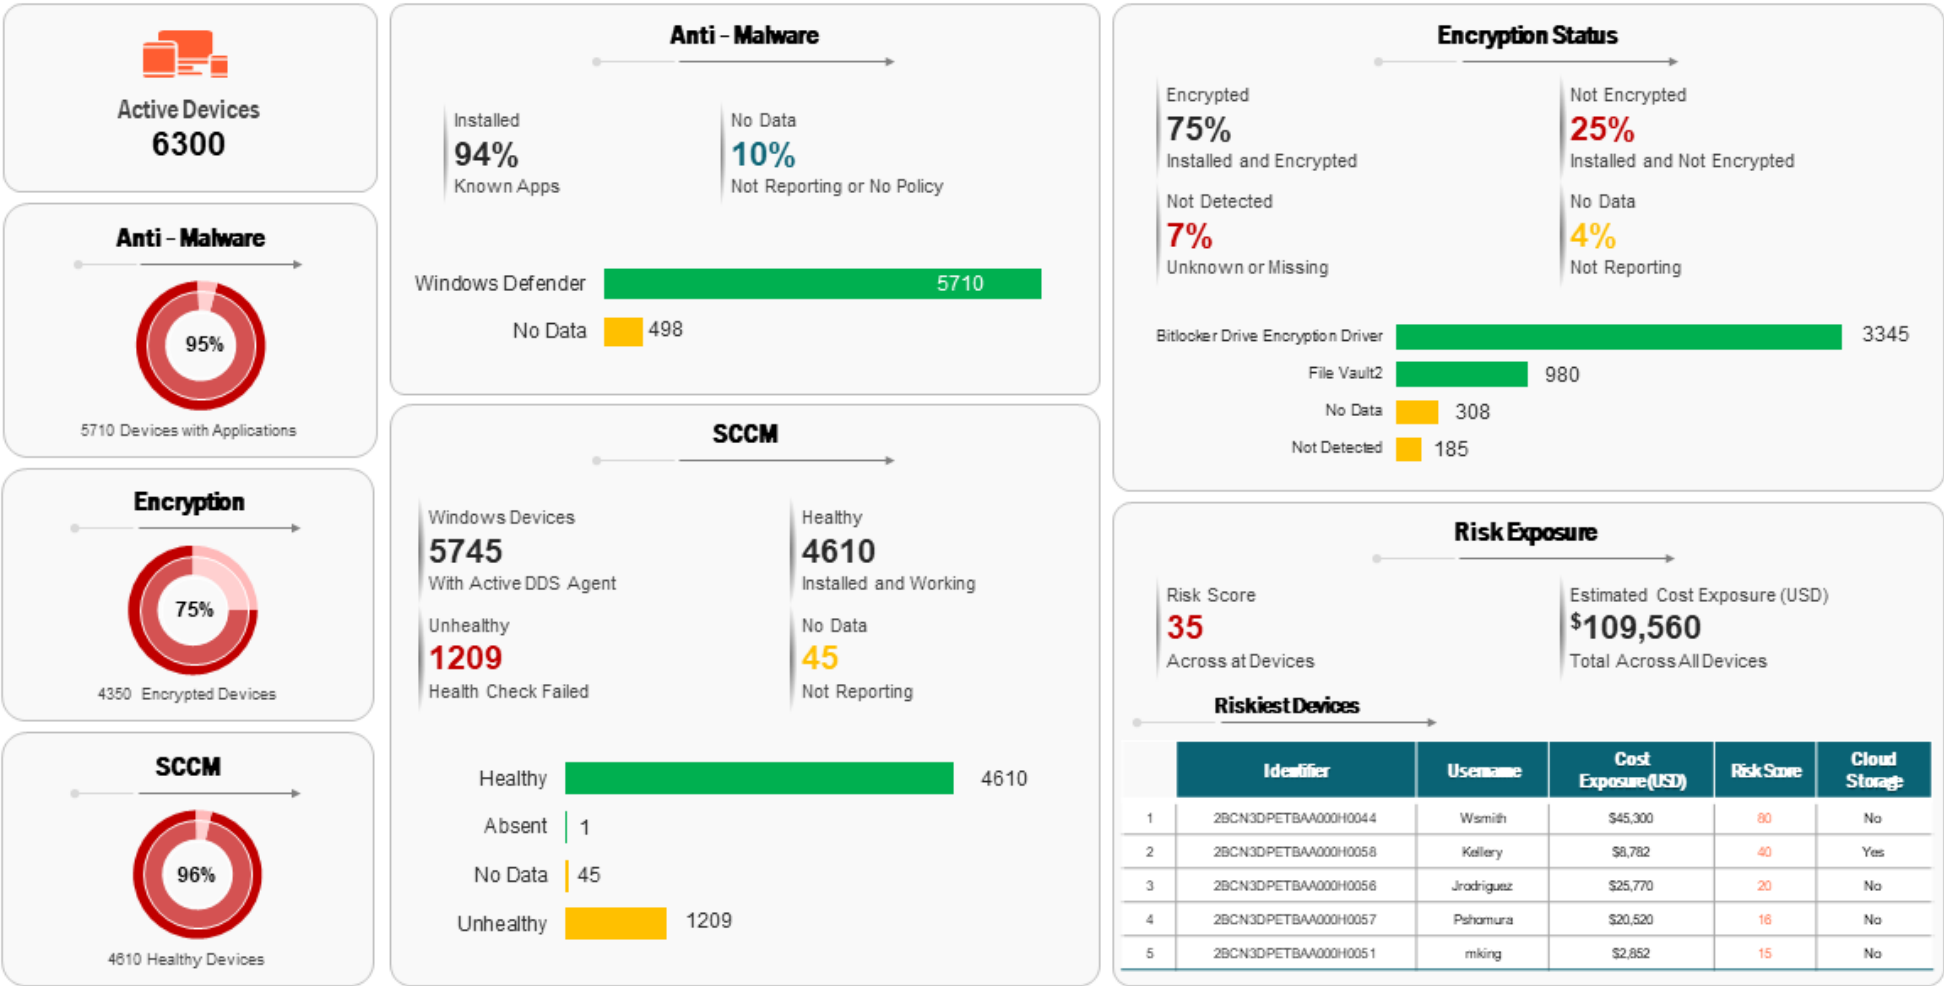 Active Devices
6300
Anti - Malware
95%
5710 Devices with Applications
Encryption
75%
4350 Encrypted Devices
SCCM
96%
4610 Healthy Devices
Anti - Malware
Installed
94%
Known Apps
No Data
10%
Not Reporting or No Policy
Windows Defender 5710
No Data 498
SCCM
Windows Devices
5745
With Active DDS Agent
Healthy
4610
Installed and Working
Unhealthy
1209
Health Check Failed
No Data
45
Not Reporting
Healthy 4610
Absent 1
No Data 45
Unhealthy 1209
Encryption Status
Encrypted
75%
Installed and Encrypted
Not Encrypted
25%
Installed and Not Encrypted
Not Detected
7%
Unknown or Missing
No Data
4%
Not Reporting
Bitlocker Drive Encryption Driver 3345
File Vault2 980
No Data 308
Not Detected 185
Risk Exposure
Risk Score
35
Across at Devices
Estimated Cost Exposure (USD)
$109,560
Total Across All Devices
Riskiest Devices
Identifier Username Cost Exposure(USD) Risk Score Cloud Storage
1 2BCN3DPETBAA000H0044 Wsmith $45,300 80 No
2 2BCN3DPETBAA000H0058 Kellery $8,782 40 Yes
3 2BCN3DPETBAA000H0056 Jrodriguez $25,770 20 No
4 2BCN3DPETBAA000H0057 Pshomura $20,520 16 No
5 2BCN3DPETBAA000H0051 mking $2,852 15 No